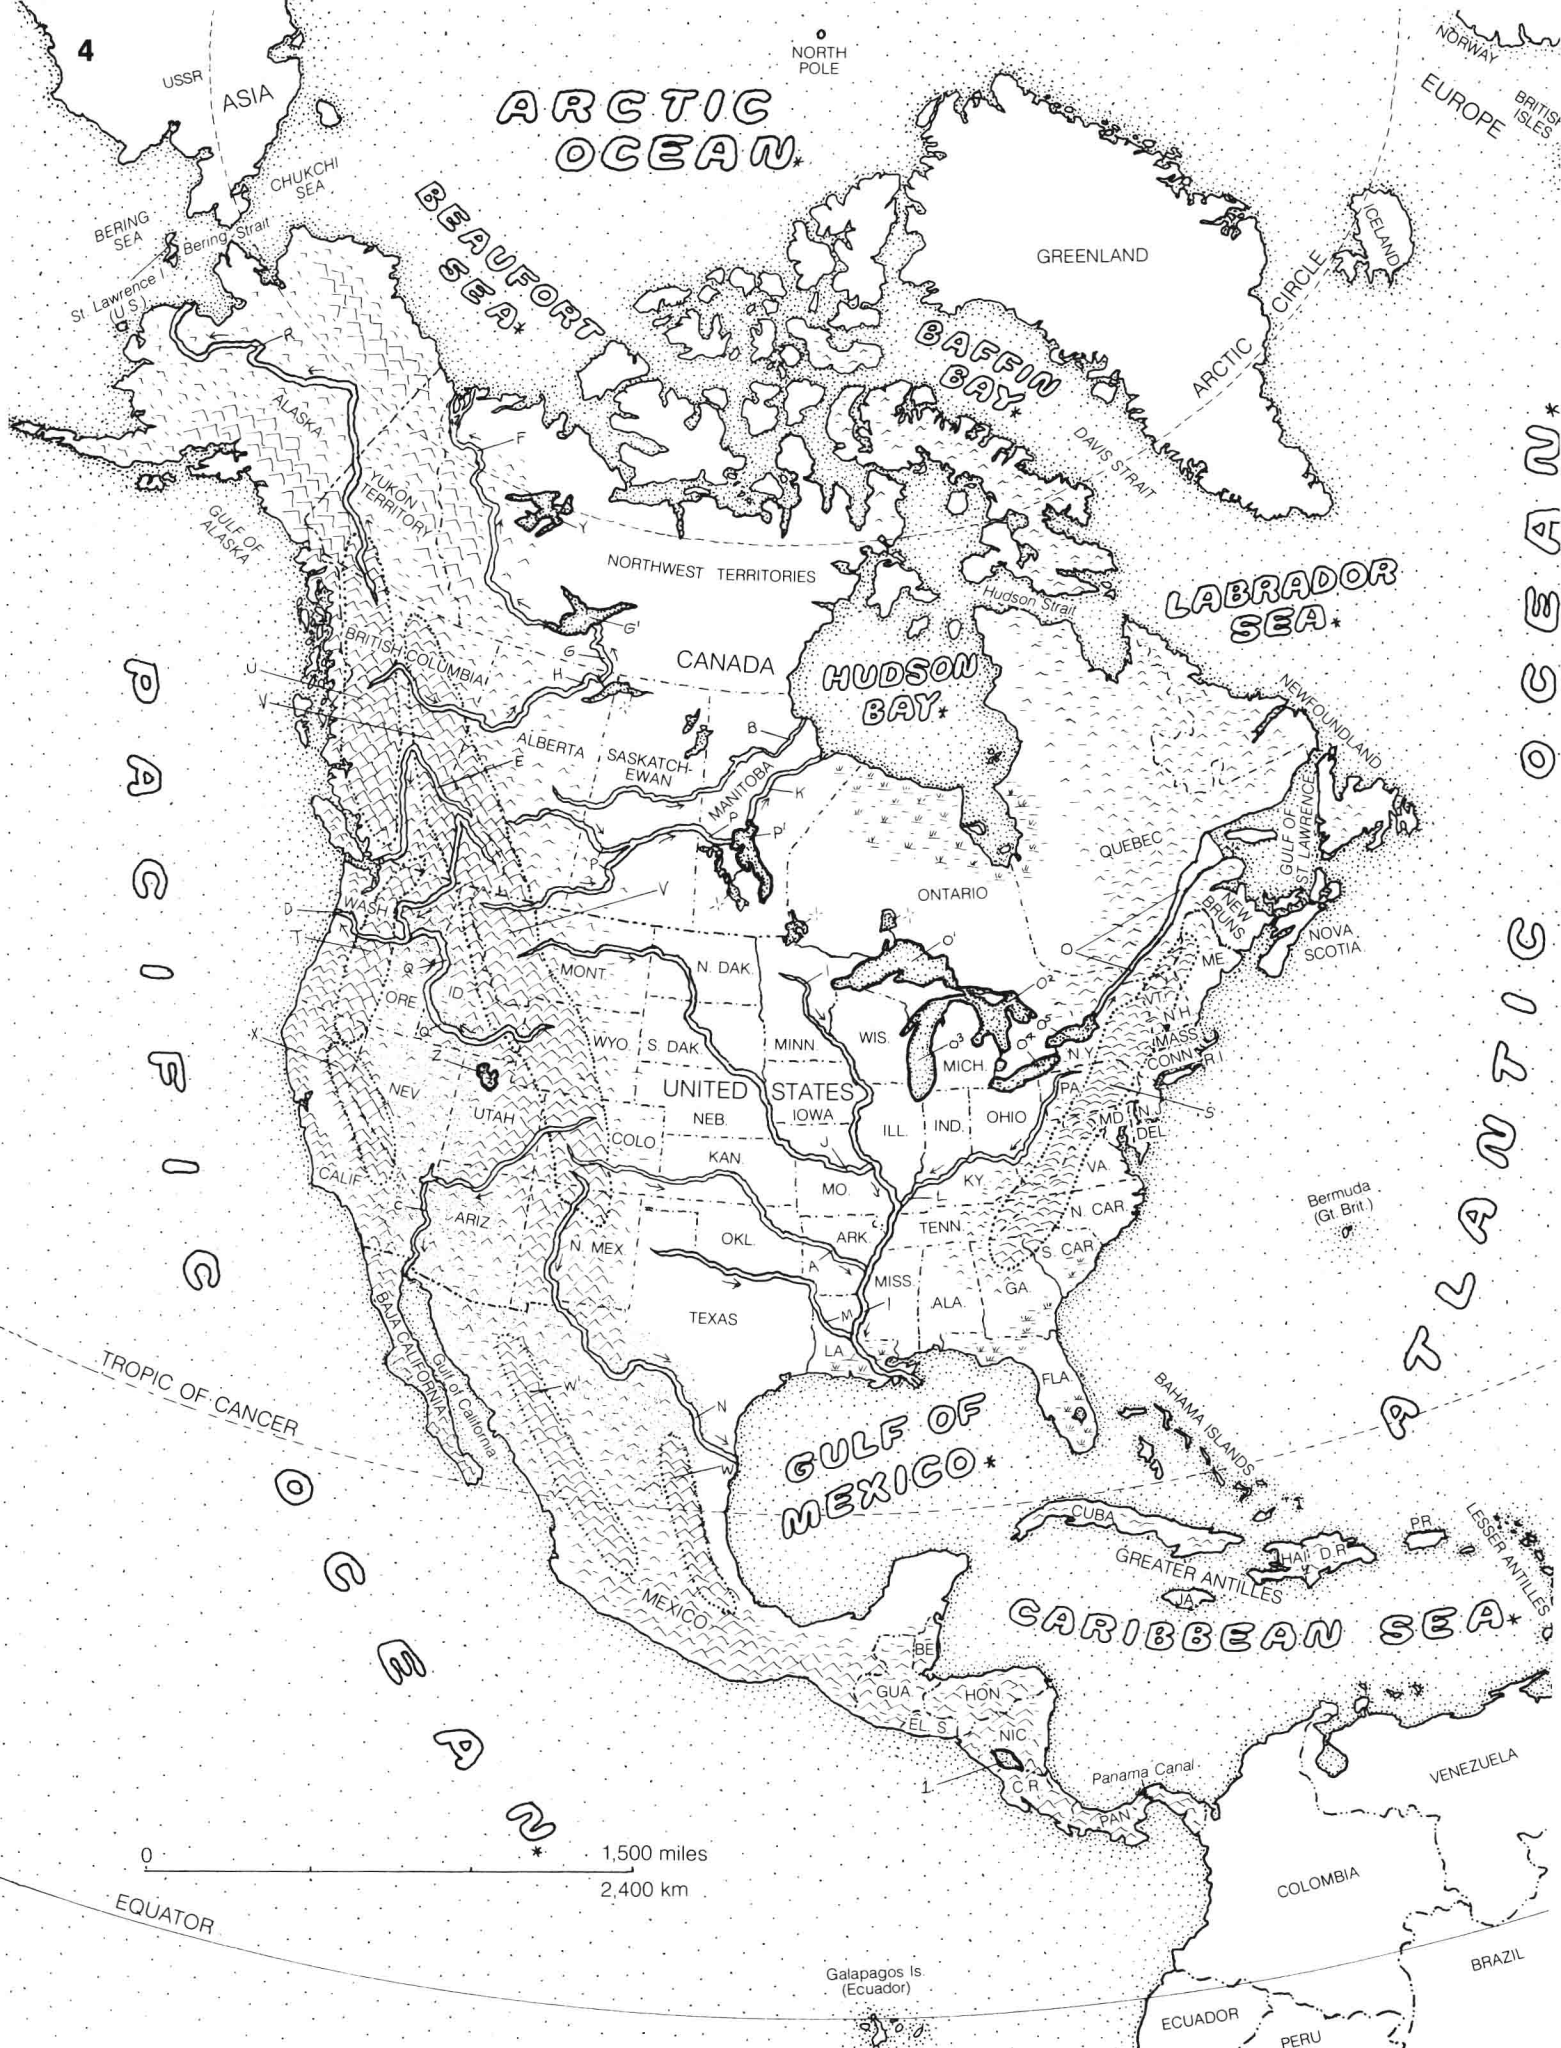 4
NORTH
POLE
USSR
ASIA
NORWAY
EUROPE
BRITISH
ISLES
ARCTIC
OCEAN*
CHUKCHI
SEA
BERING
SEA
Bering Strait
St. Lawrence I.
(U.S.)
BEAUFORT
SEA*
GREENLAND
ICELAND
ARCTIC CIRCLE
BAFFIN
BAY*
DAVIS STRAIT
R
ALASKA
F
YUKON
TERRITORY
GULF OF
ALASKA
Y
NORTHWEST TERRITORIES
Hudson Strait
LABRADOR
SEA*
G'
G
H
CANADA
HUDSON
BAY*
BRITISH COLUMBIA
U
V
E
ALBERTA
SASKATCH-
EWAN
B
MANITOBA
K
P
P'
P
V
NEWFOUNDLAND
GULF OF
ST. LAWRENCE
QUEBEC
ONTARIO
NEW
BRUNS.
NOVA
SCOTIA
O
O'
O2
O3
O4
O5
D
WASH.
T
Q
ORE.
ID.
Q
MONT.
N. DAK.
ME.
VT.
N.H.
MASS.
CONN.
R.I.
X
Z
WYO.
S. DAK.
MINN.
WIS.
MICH.
N.Y.
NEV.
UTAH
UNITED STATES
NEB.
IOWA
ILL.
IND.
OHIO
PA.
S
MD.
N.J.
DEL.
COLO.
KAN.
J
MO.
KY.
VA.
CALIF.
C
ARIZ.
N. MEX.
OKL.
ARK.
L
TENN.
N. CAR.
S. CAR.
A
MISS.
ALA.
GA.
TEXAS
M
I
LA.
FLA.
Bermuda
(Gt. Brit.)
BAJA CALIFORNIA
Gulf of California
W'
N
W
TROPIC OF CANCER
GULF OF
MEXICO*
BAHAMA ISLANDS
CUBA
GREATER ANTILLES
HAI.
D.R.
P.R.
JA.
LESSER ANTILLES
CARIBBEAN SEA*
MEXICO
BE.
GUA.
HON.
EL S.
NIC.
1
C.R.
PAN.
Panama Canal
VENEZUELA
COLOMBIA
PACIFIC OCEAN*
ATLANTIC OCEAN*
0
1,500 miles
2,400 km
EQUATOR
Galapagos Is.
(Ecuador)
BRAZIL
ECUADOR
PERU